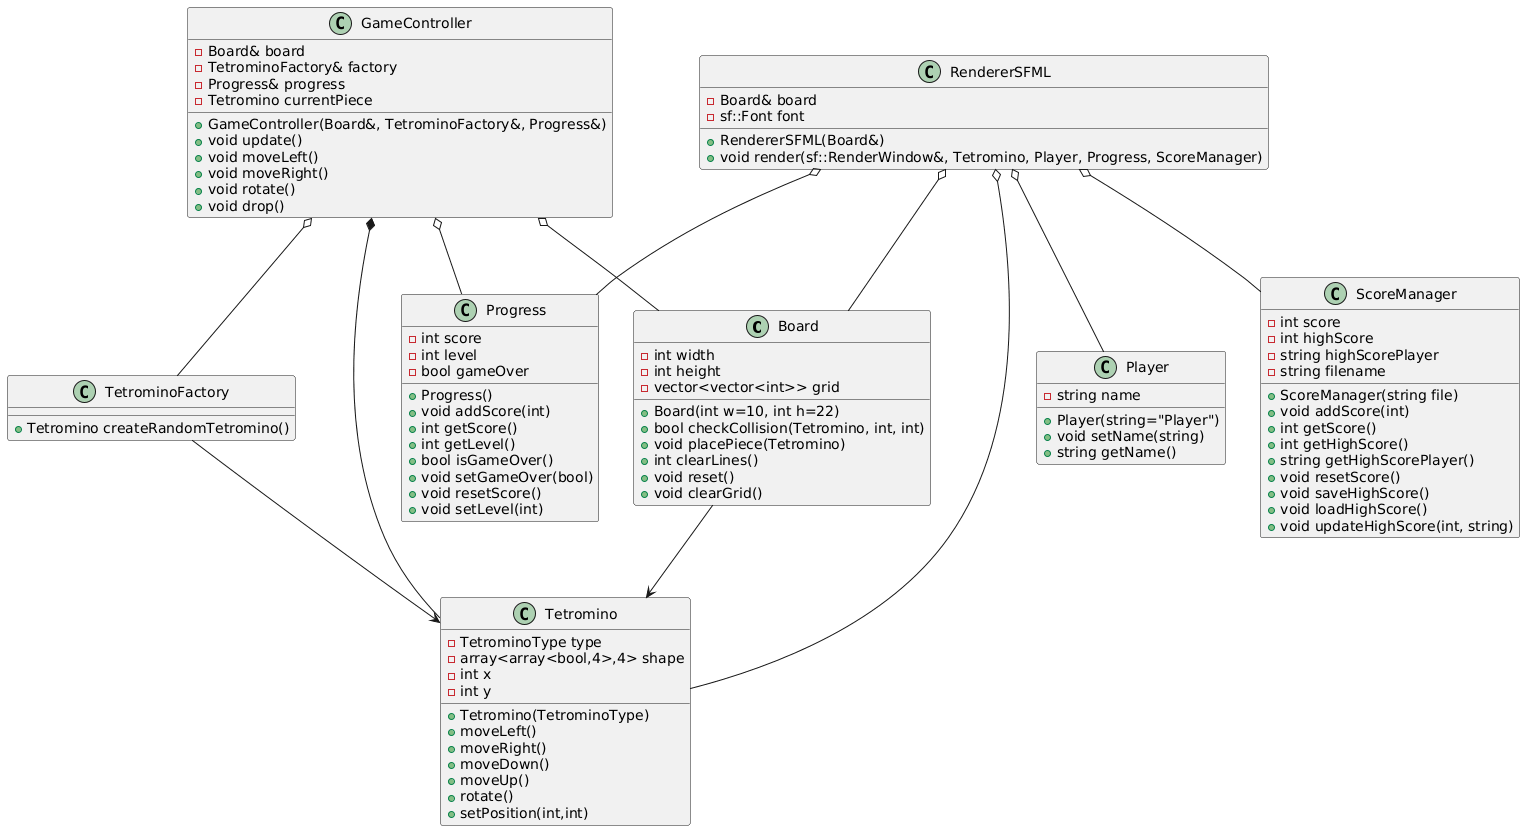 GameController
Board& board
TetrominoFactory& factory
Progress& progress
Tetromino currentPiece
GameController(Board&, TetrominoFactory&, Progress&)
void update()
void moveLeft()
void moveRight()
void rotate()
void drop()
RendererSFML
Board& board
sf::Font font
RendererSFML(Board&)
void render(sf::RenderWindow&, Tetromino, Player, Progress, ScoreManager)
TetrominoFactory
Tetromino createRandomTetromino()
Progress
int score
int level
bool gameOver
Progress()
void addScore(int)
int getScore()
int getLevel()
bool isGameOver()
void setGameOver(bool)
void resetScore()
void setLevel(int)
Board
int width
int height
vector<vector<int>> grid
Board(int w=10, int h=22)
bool checkCollision(Tetromino, int, int)
void placePiece(Tetromino)
int clearLines()
void reset()
void clearGrid()
Player
string name
Player(string="Player")
void setName(string)
string getName()
ScoreManager
int score
int highScore
string highScorePlayer
string filename
ScoreManager(string file)
void addScore(int)
int getScore()
int getHighScore()
string getHighScorePlayer()
void resetScore()
void saveHighScore()
void loadHighScore()
void updateHighScore(int, string)
Tetromino
TetrominoType type
array<array<bool,4>,4> shape
int x
int y
Tetromino(TetrominoType)
moveLeft()
moveRight()
moveDown()
moveUp()
rotate()
setPosition(int,int)